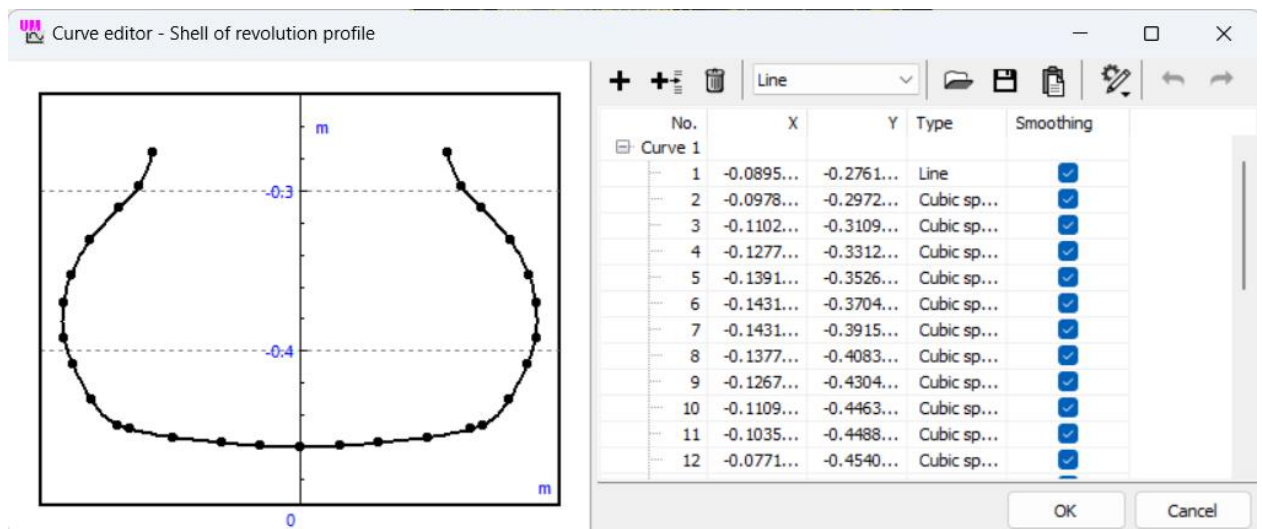 UM Curve editor - Shell of revolution profile
Line
m
-0.3
-0.4
m
0
No. X Y Type Smoothing
Curve 1
1 -0.0895... -0.2761... Line
2 -0.0978... -0.2972... Cubic sp...
3 -0.1102... -0.3109... Cubic sp...
4 -0.1277... -0.3312... Cubic sp...
5 -0.1391... -0.3526... Cubic sp...
6 -0.1431... -0.3704... Cubic sp...
7 -0.1431... -0.3915... Cubic sp...
8 -0.1377... -0.4083... Cubic sp...
9 -0.1267... -0.4304... Cubic sp...
10 -0.1109... -0.4463... Cubic sp...
11 -0.1035... -0.4488... Cubic sp...
12 -0.0771... -0.4540... Cubic sp...
OK Cancel